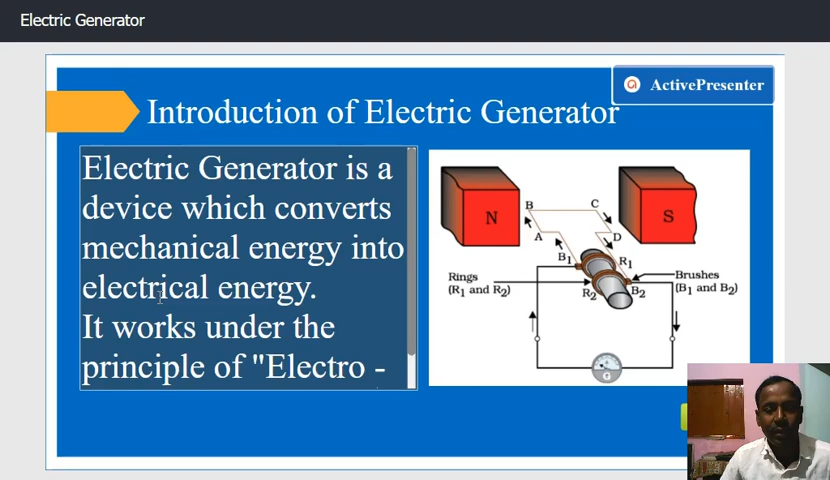 Electric Generator
ActivePresenter
Introduction of Electric Generator
Electric Generator is a
device which converts
mechanical energy into
electrical energy.
It works under the
principle of "Electro -
N
S
B
C
A
D
B1
R1
Rings
(R1 and R2)
R2
B2
Brushes
(B1 and B2)
G